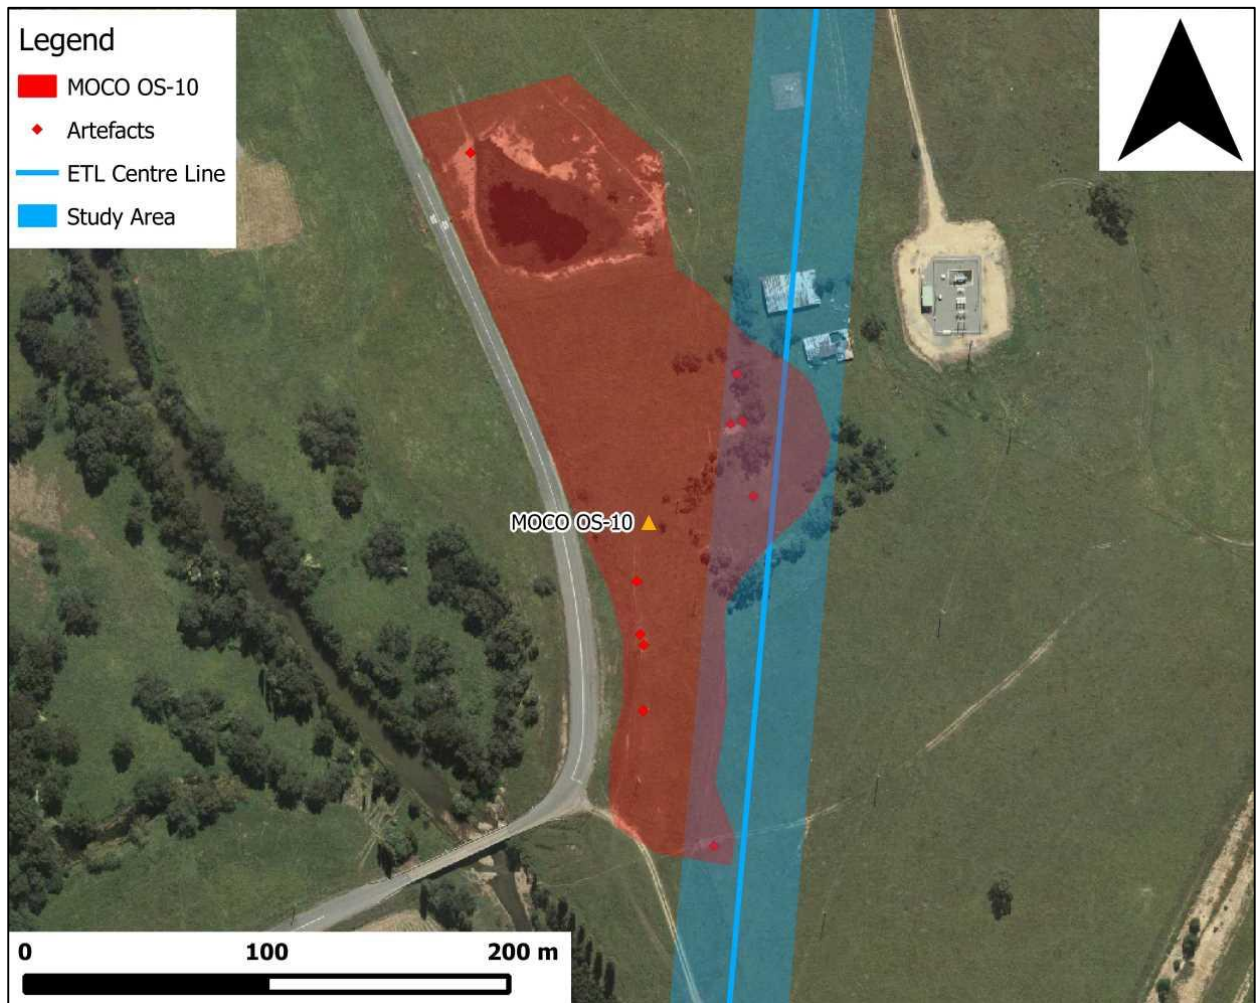 Legend
MOCO OS-10
Artefacts
ETL Centre Line
Study Area
MOCO OS-10
0 100 200 m